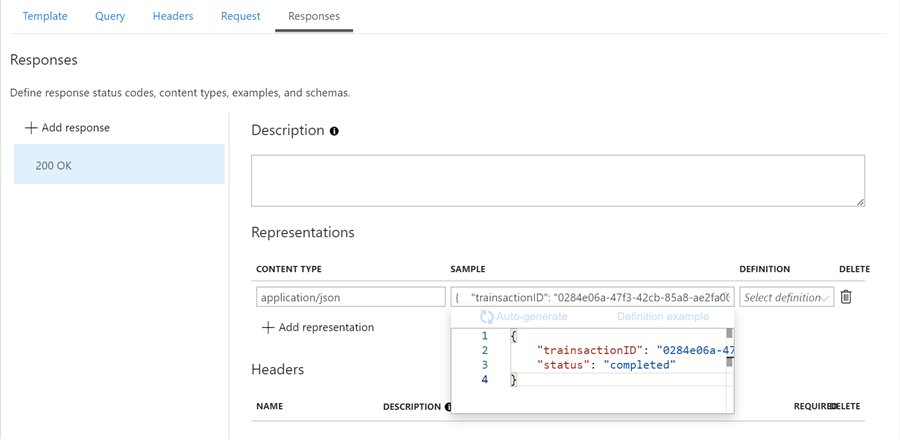 Template Query Headers Request Responses
Responses
Define response status codes, content types, examples, and schemas.
Add response
200 OK
Description
Representations
CONTENT TYPE SAMPLE DEFINITION DELETE
application/json { "trainsactionID": "0284e06a-47f3-42cb-85a8-ae2fa00 Select definition
Auto-generate Definition example
Add representation
1 {
2 "trainsactionID": "0284e06a-47
3 "status": "completed"
4 }
Headers
NAME DESCRIPTION REQUIRED DELETE